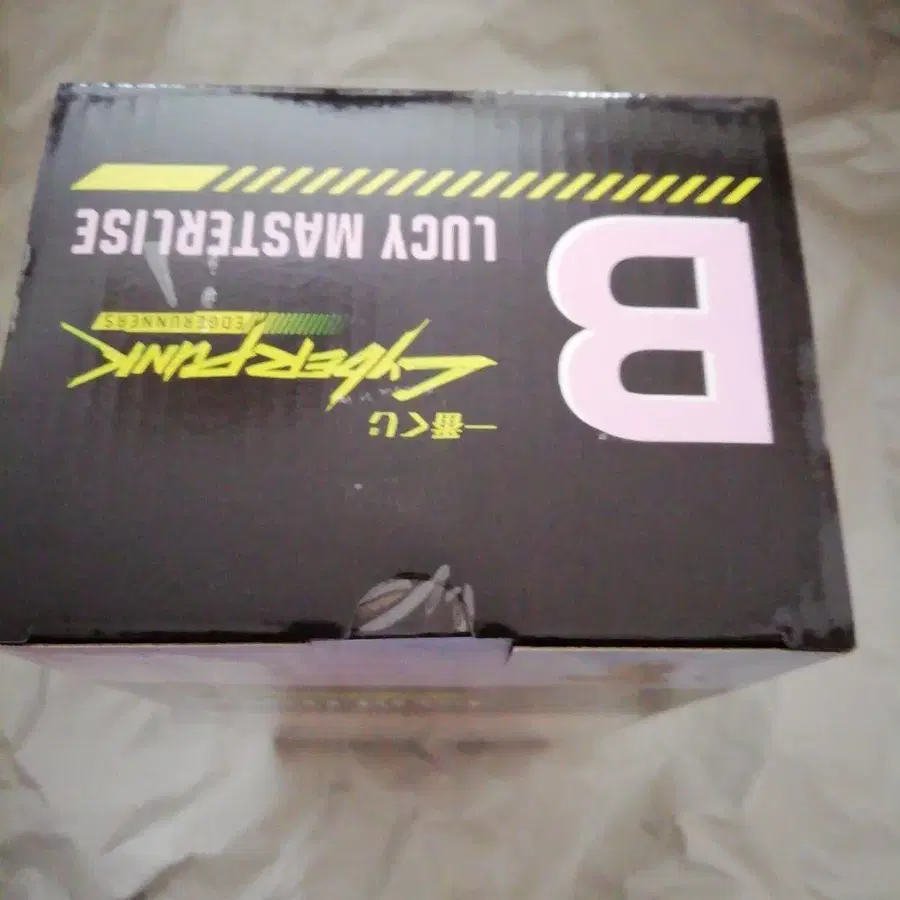 B
一番くじ
CYBERPUNK
EDGERUNNERS
LUCY MASTERLISE